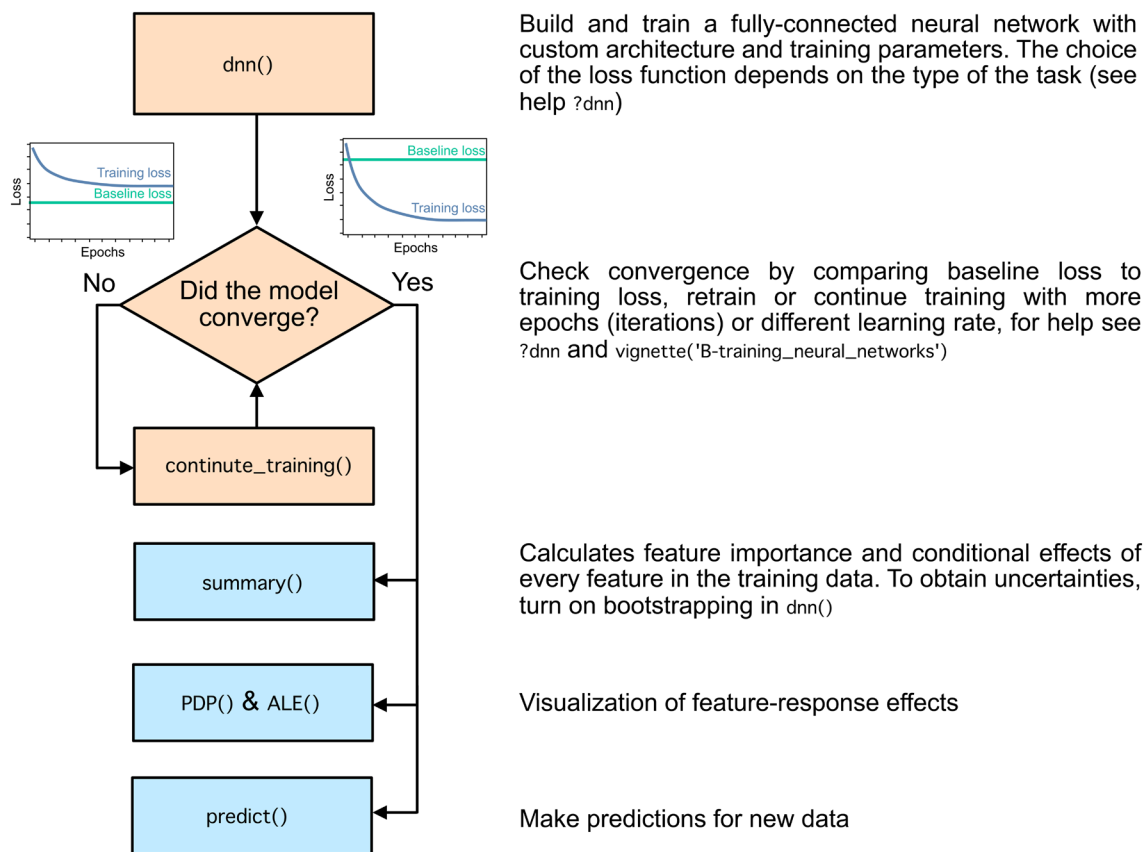 dnn()
Build and train a fully-connected neural network with
custom architecture and training parameters. The choice
of the loss function depends on the type of the task (see
help ?dnn)
Loss
Training loss
Baseline loss
Epochs
Loss
Baseline loss
Training loss
Epochs
No
Yes
Did the model
converge?
Check convergence by comparing baseline loss to
training loss, retrain or continue training with more
epochs (iterations) or different learning rate, for help see
?dnn and vignette('B-training_neural_networks')
continute_training()
summary()
Calculates feature importance and conditional effects of
every feature in the training data. To obtain uncertainties,
turn on bootstrapping in dnn()
PDP() & ALE()
Visualization of feature-response effects
predict()
Make predictions for new data